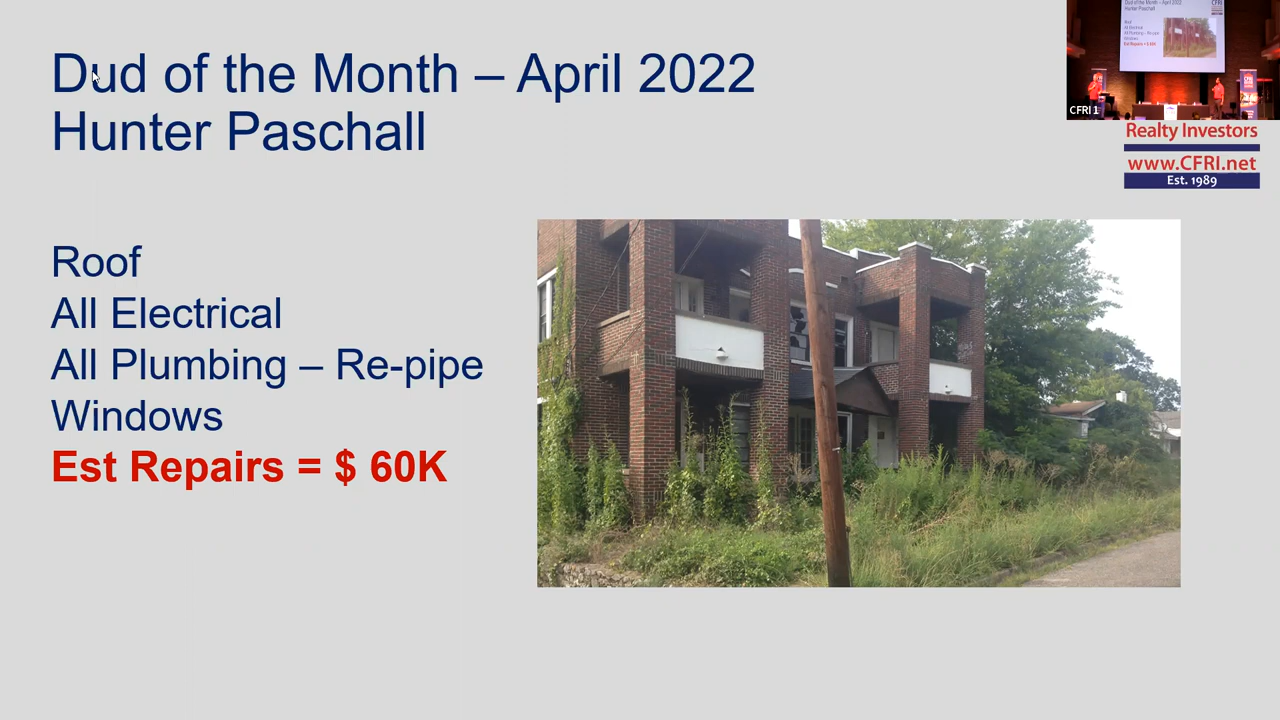 Dud of the Month – April 2022
Hunter Paschall
Roof
All Electrical
All Plumbing – Re-pipe
Windows
Est Repairs = $ 60K
CFRI 1
Realty Investors
www.CFRI.net
Est. 1989